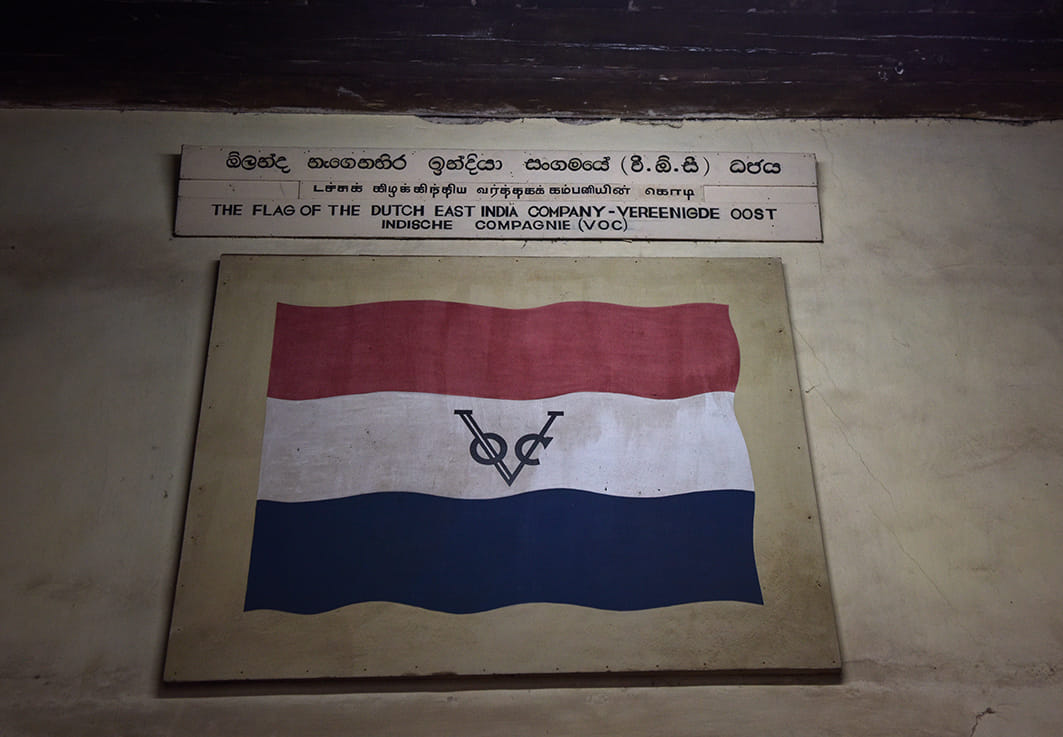 ඕලන්ද පැගෙනහිර ඉන්දියා සංගමයේ (වී.ඕ.සී) ධජය
டச்சுக் கிழக்கிந்திய வர்த்தகக் கம்பனியின் கொடி
THE FLAG OF THE DUTCH EAST INDIA COMPANY-VEREENIGDE OOST
INDISCHE COMPAGNIE (VOC)
VOC